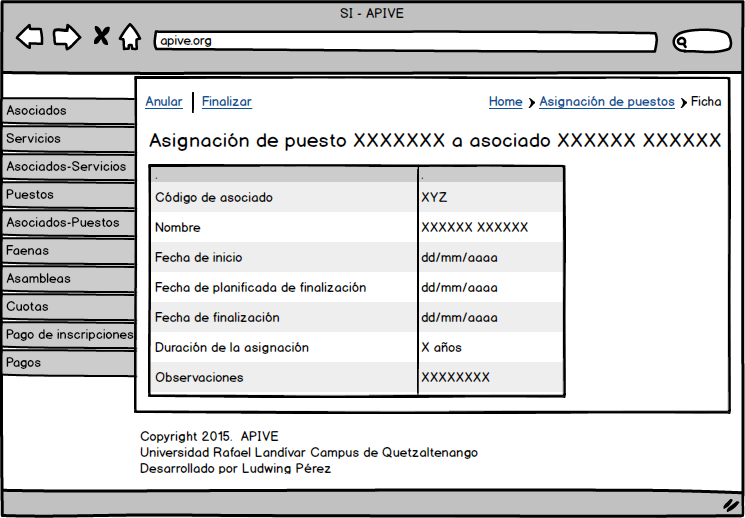 SI - APIVE
apive.org
Asociados
Servicios
Asociados-Servicios
Puestos
Asociados-Puestos
Faenas
Asambleas
Cuotas
Pago de inscripciones
Pagos
Anular | Finalizar
Home > Asignación de puestos > Ficha
Asignación de puesto XXXXXXX a asociado XXXXXX XXXXXX
. .
Código de asociado XYZ
Nombre XXXXXX XXXXXX
Fecha de inicio dd/mm/aaaa
Fecha de planificada de finalización dd/mm/aaaa
Fecha de finalización dd/mm/aaaa
Duración de la asignación X años
Observaciones XXXXXXXX
Copyright 2015. APIVE
Universidad Rafael Landívar Campus de Quetzaltenango
Desarrollado por Ludwing Pérez